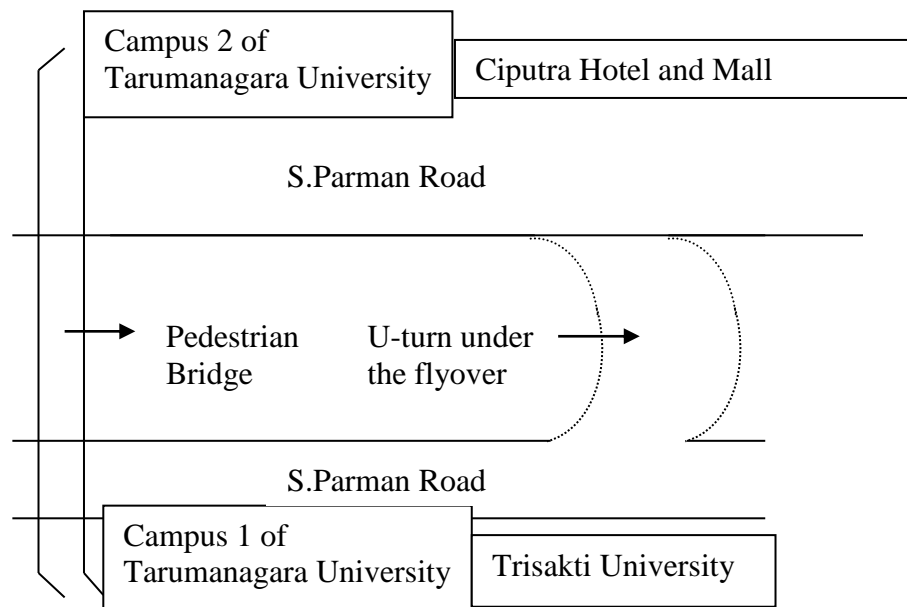 Campus 2 of
Tarumanagara University
Ciputra Hotel and Mall
S.Parman Road
Pedestrian
Bridge
U-turn under
the flyover
S.Parman Road
Campus 1 of
Tarumanagara University
Trisakti University